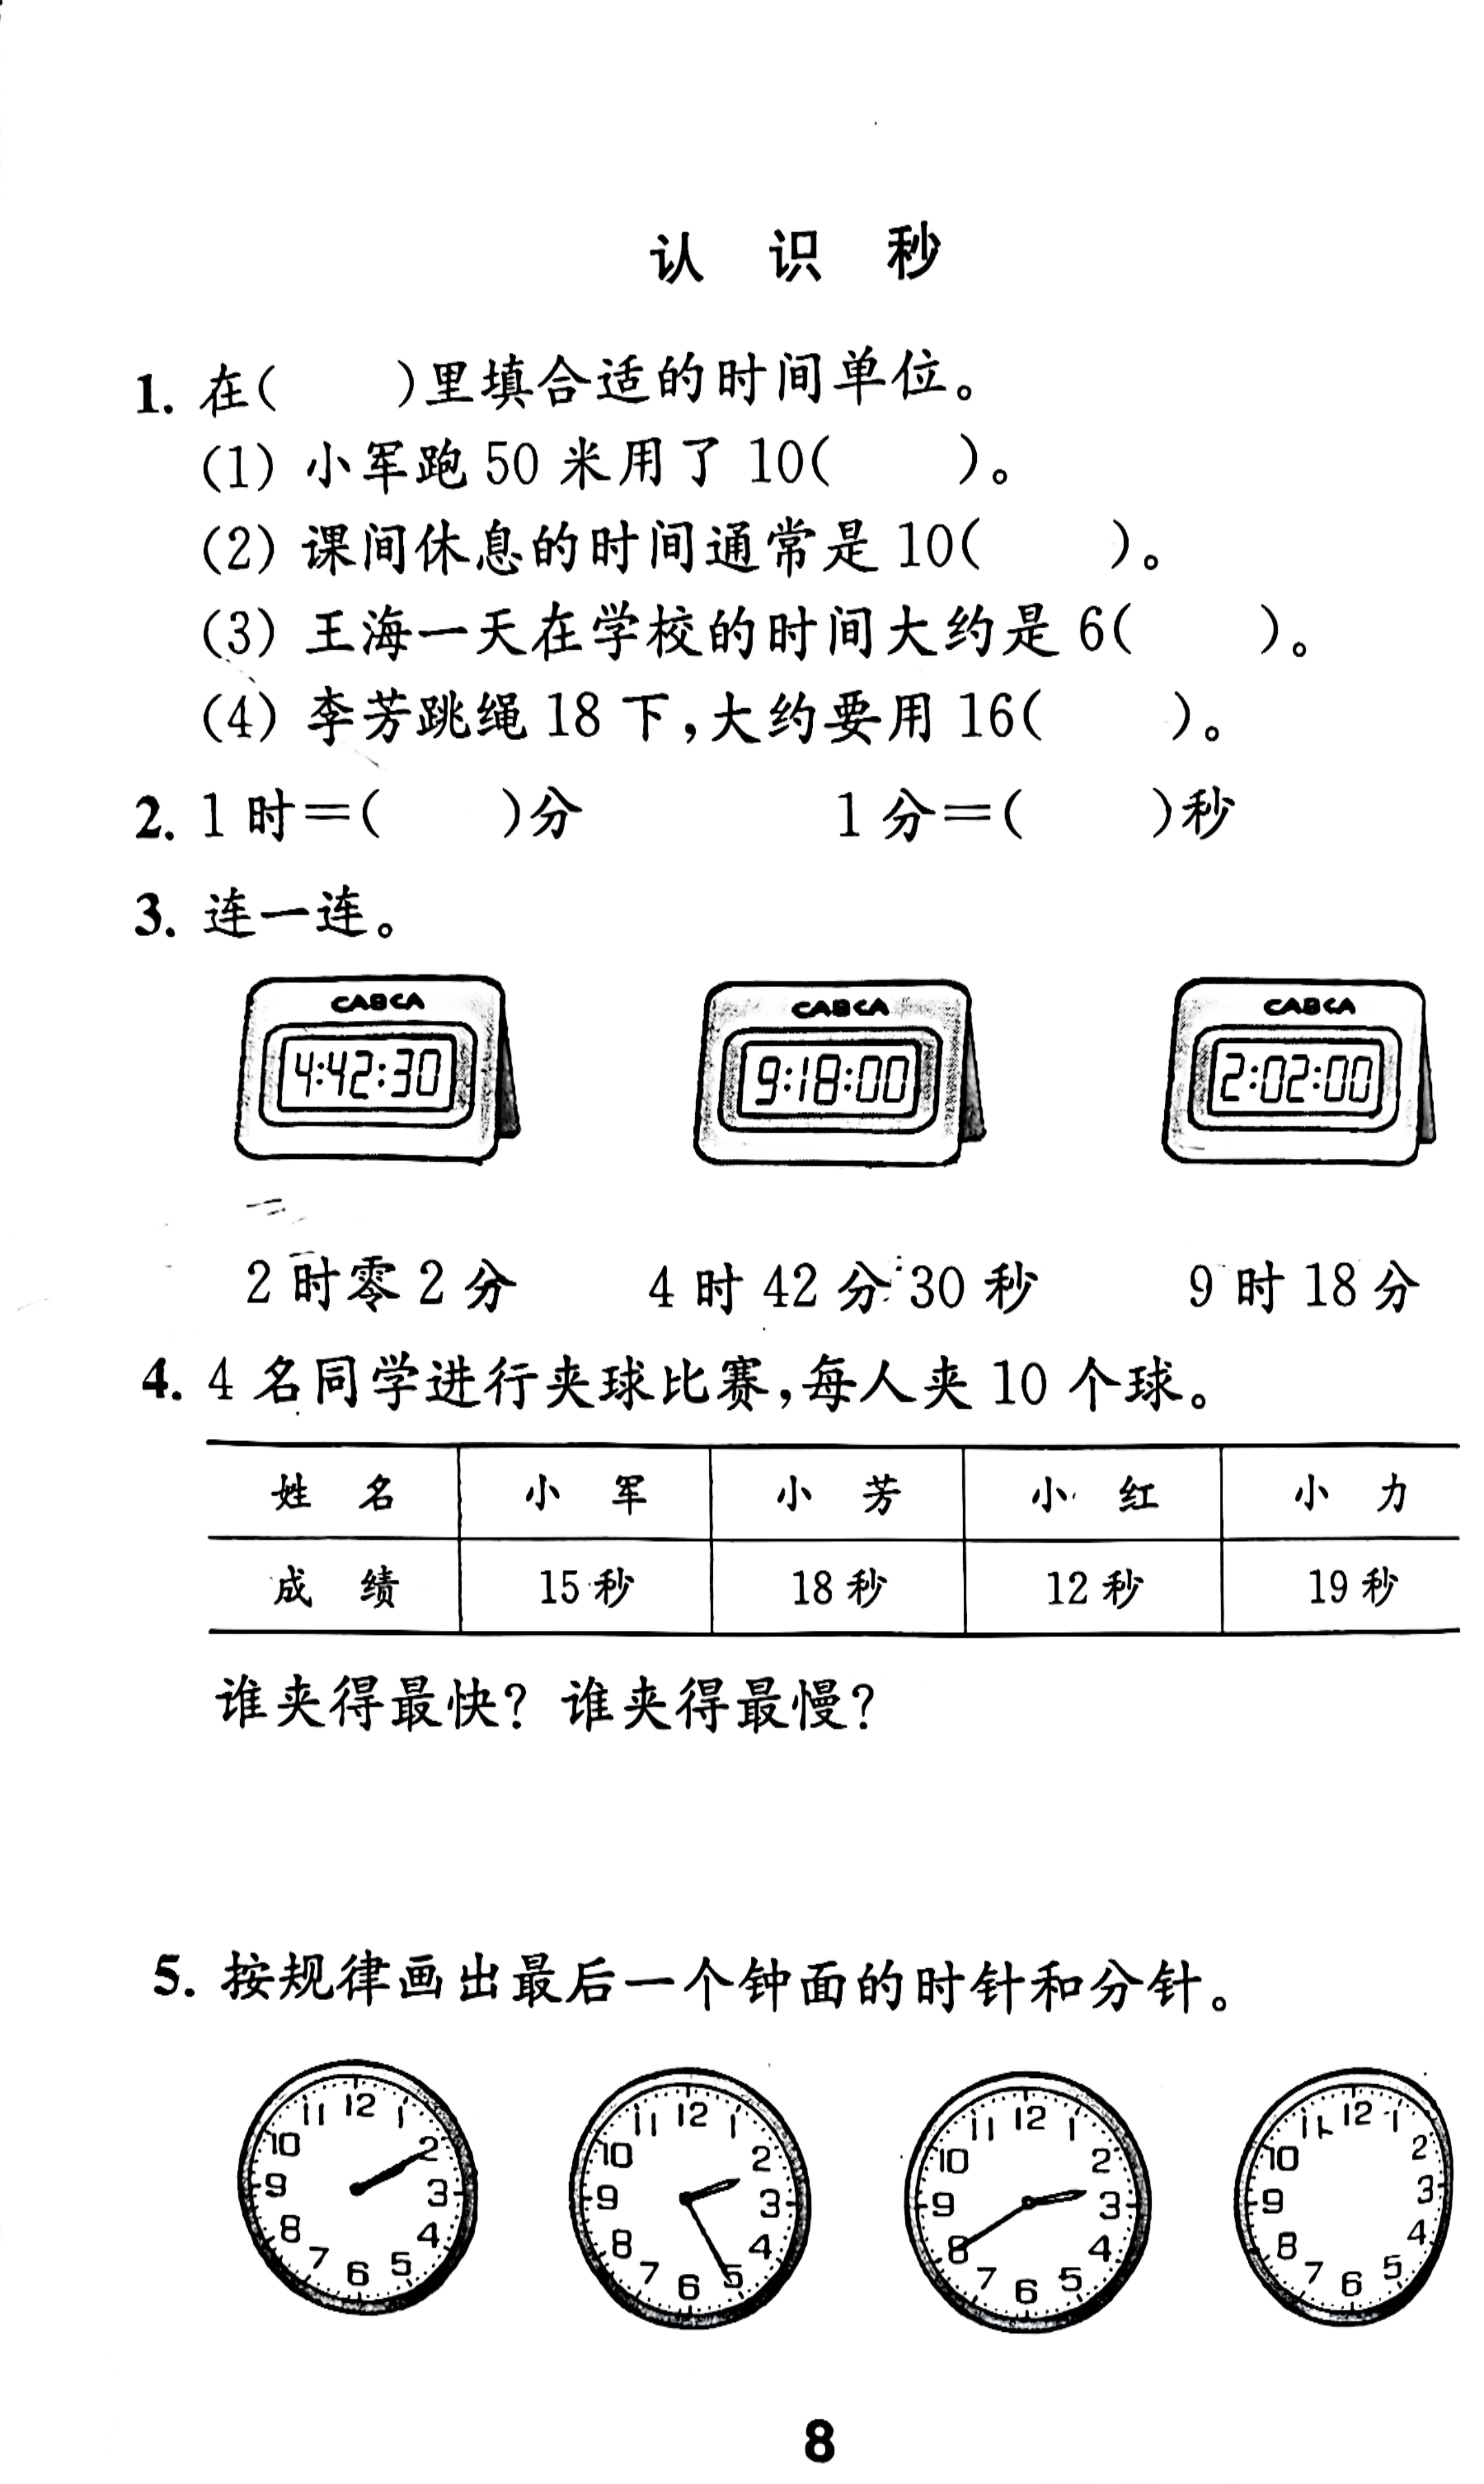 认 识 秒
1. 在(  )里填合适的时间单位。
(1) 小军跑 50 米用了 10(  )。
(2) 课间休息的时间通常是 10(  )。
(3) 王海一天在学校的时间大约是 6(  )。
(4) 李芳跳绳 18 下,大约要用 16(  )。
2. 1 时=(  )分 1 分=(  )秒
3. 连一连。
CASCA CASCA CASCA
4:42:30 9:18:00 2:02:00
2 时零 2 分 4 时 42 分 30 秒 9 时 18 分
4. 4 名同学进行夹球比赛,每人夹 10 个球。
姓 名 小 军 小 芳 小 红 小 力
成 绩 15 秒 18 秒 12 秒 19 秒
谁夹得最快? 谁夹得最慢?
5. 按规律画出最后一个钟面的时针和分针。
12 1 2 3 4 5 6 7 8 9 10 11
12 1 2 3 4 5 6 7 8 9 10 11
12 1 2 3 4 5 6 7 8 9 10 11
12 1 2 3 4 5 6 7 8 9 10 11
8